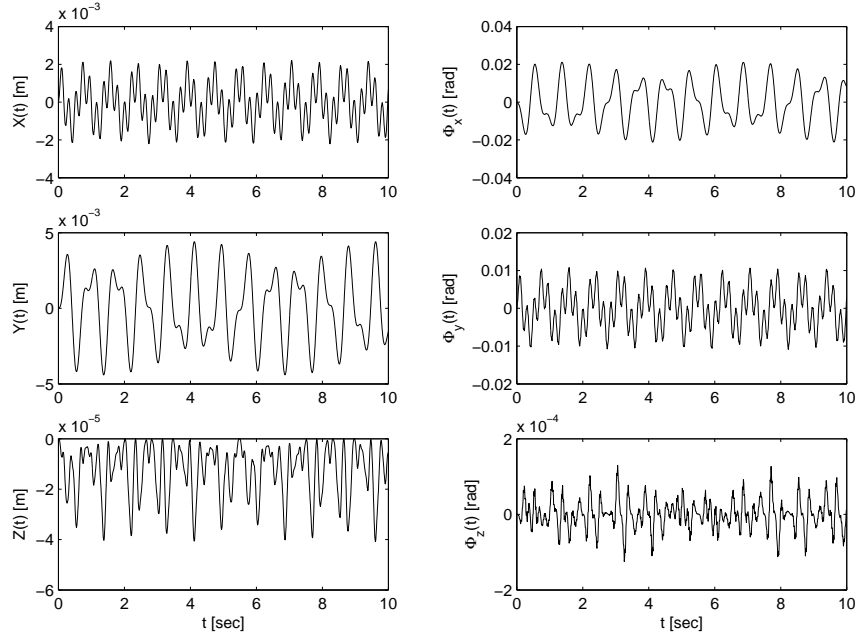 x 10⁻³
4
2
0
−2
−4
X(t) [m]
0 2 4 6 8 10
0.04
0.02
0
−0.02
−0.04
Φx(t) [rad]
0 2 4 6 8 10
x 10⁻³
5
0
−5
Y(t) [m]
0 2 4 6 8 10
0.02
0.01
0
−0.01
−0.02
Φy(t) [rad]
0 2 4 6 8 10
x 10⁻⁵
0
−2
−4
−6
Z(t) [m]
0 2 4 6 8 10
t [sec]
x 10⁻⁴
2
0
−2
Φz(t) [rad]
0 2 4 6 8 10
t [sec]